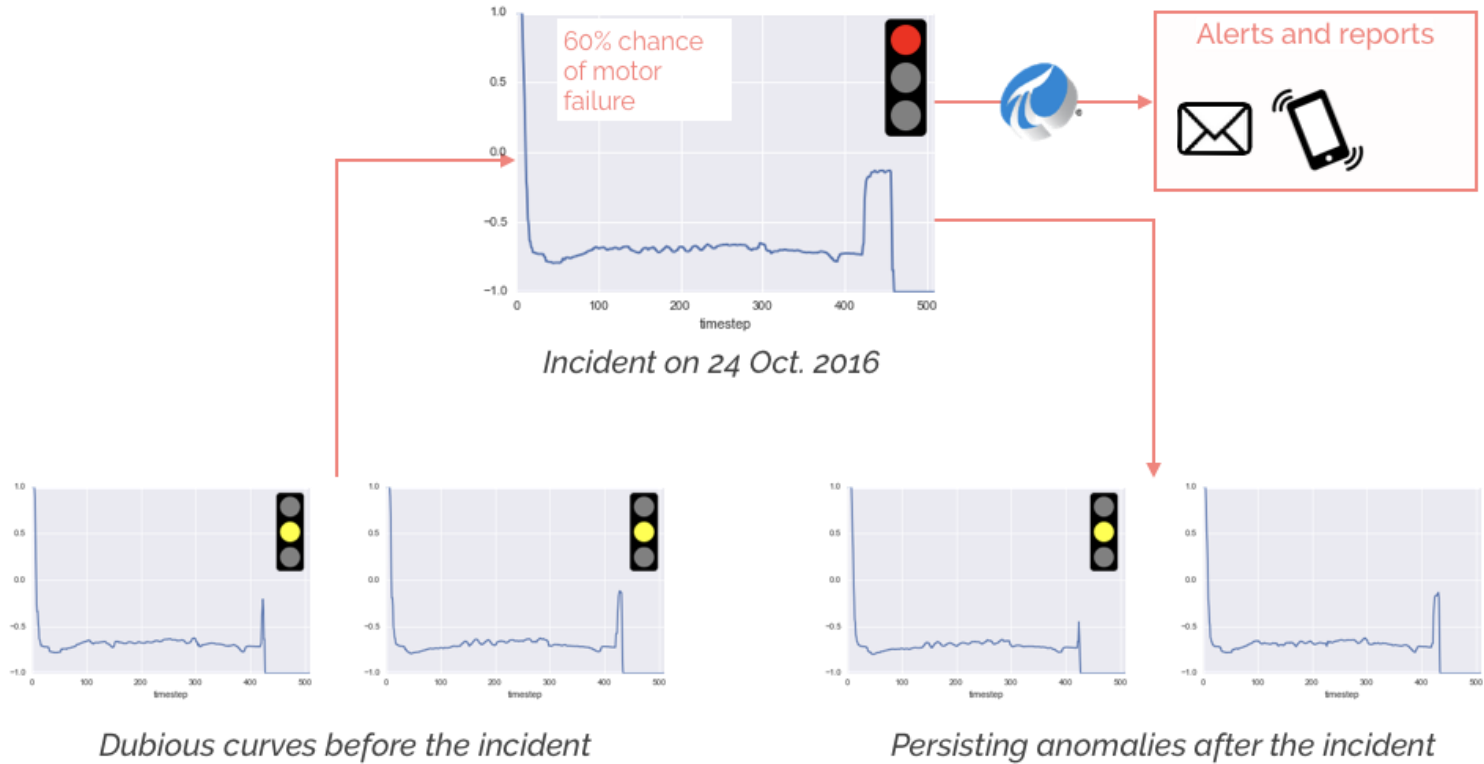 1.0
0.5
0.0
−0.5
−1.0
60% chance
of motor
failure
0 100 200 300 400 500
timestep
Incident on 24 Oct. 2016
Alerts and reports
1.0
0.5
0.0
−0.5
−1.0
0 100 200 300 400 500
timestep
1.0
0.5
0.0
−0.5
−1.0
0 100 200 300 400 500
timestep
Dubious curves before the incident
1.0
0.5
0.0
−0.5
−1.0
0 100 200 300 400 500
timestep
1.0
0.5
0.0
−0.5
−1.0
0 100 200 300 400 500
timestep
Persisting anomalies after the incident